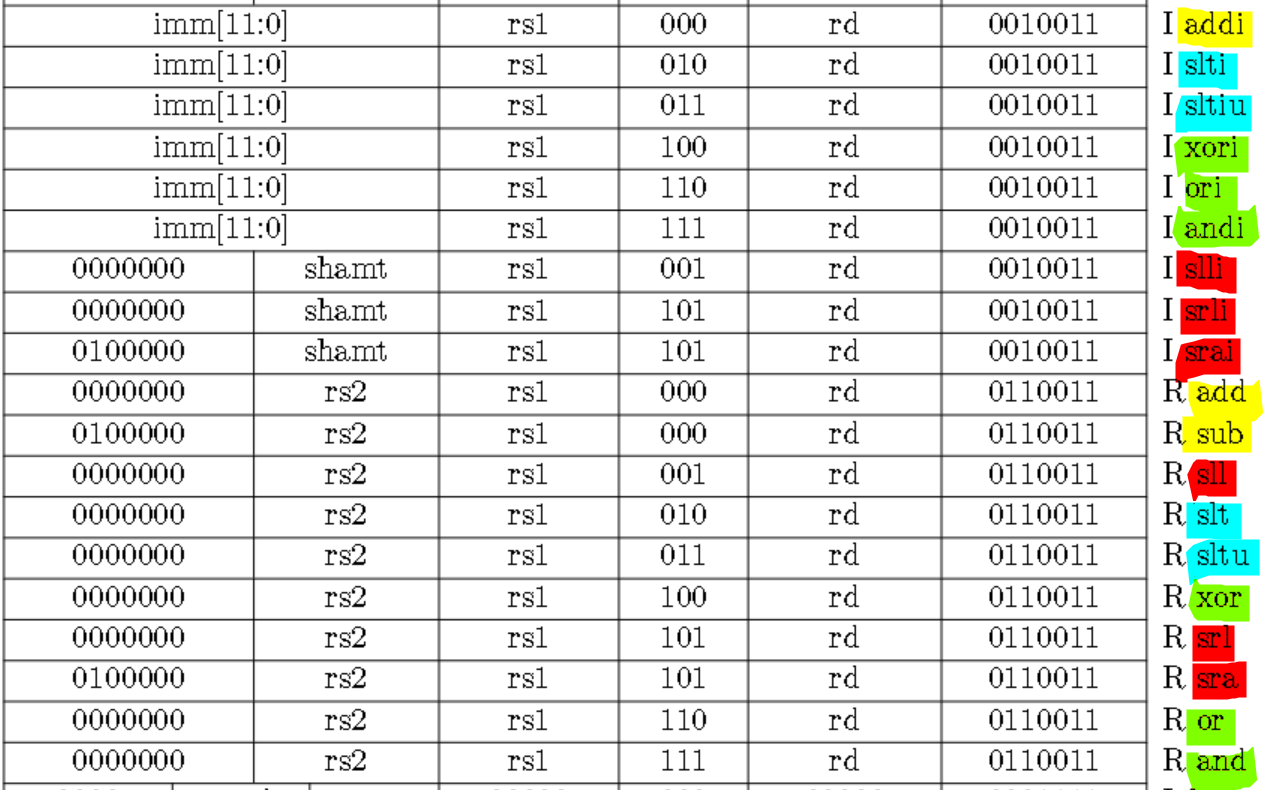 imm[11:0] rs1 000 rd 0010011 I addi
imm[11:0] rs1 010 rd 0010011 I slti
imm[11:0] rs1 011 rd 0010011 I sltiu
imm[11:0] rs1 100 rd 0010011 I xori
imm[11:0] rs1 110 rd 0010011 I ori
imm[11:0] rs1 111 rd 0010011 I andi
0000000 shamt rs1 001 rd 0010011 I slli
0000000 shamt rs1 101 rd 0010011 I srli
0100000 shamt rs1 101 rd 0010011 I srai
0000000 rs2 rs1 000 rd 0110011 R add
0100000 rs2 rs1 000 rd 0110011 R sub
0000000 rs2 rs1 001 rd 0110011 R sll
0000000 rs2 rs1 010 rd 0110011 R slt
0000000 rs2 rs1 011 rd 0110011 R sltu
0000000 rs2 rs1 100 rd 0110011 R xor
0000000 rs2 rs1 101 rd 0110011 R srl
0100000 rs2 rs1 101 rd 0110011 R sra
0000000 rs2 rs1 110 rd 0110011 R or
0000000 rs2 rs1 111 rd 0110011 R and